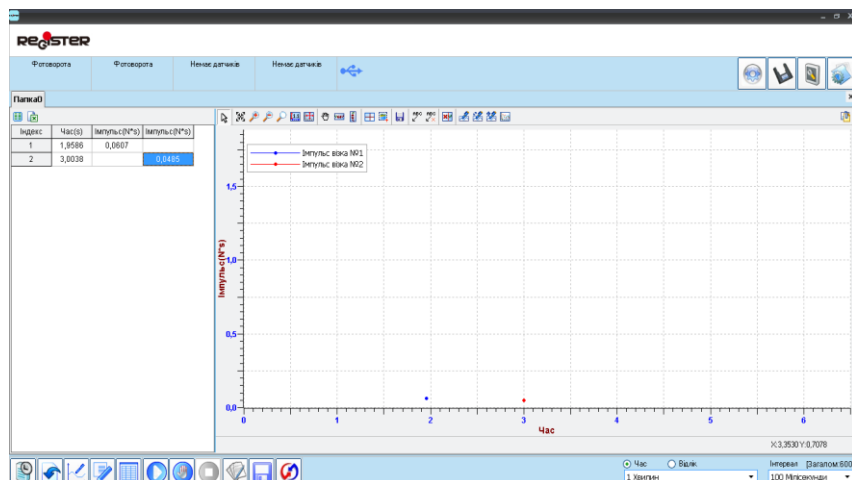 ReGiSTER
Фотоворота Фотоворота Немає датчиків Немає датчиків
Папка0
Індекс Час(s) Імпульс(N*s) Імпульс(N*s)
1 1,9586 0,0607
2 3,0038 0,0485
Імпульс візка №1
Імпульс візка №2
1,5
1,0
0,5
0,0
Імпульс(N*s)
0 1 2 3 4 5 6
Час
X:3,3530 Y:0,7078
Час Відлік Інтервал [Загалом:600
1 Хвилин 100 Мілісекунди